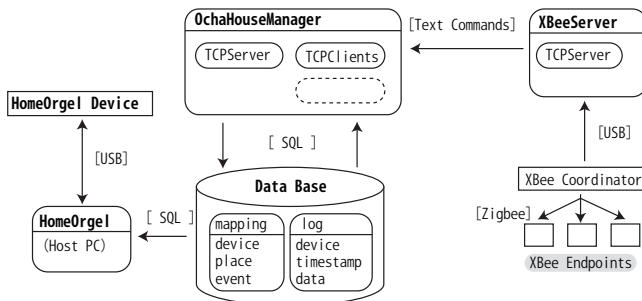 OchaHouseManager
TCPServer
TCPClients
[Text Commands]
XBeeServer
TCPServer
HomeOrgel Device
[USB]
[ SQL ]
[USB]
Data Base
XBee Coordinator
HomeOrgel
(Host PC)
[ SQL ]
mapping
device
place
event
log
device
timestamp
data
[Zigbee]
XBee Endpoints